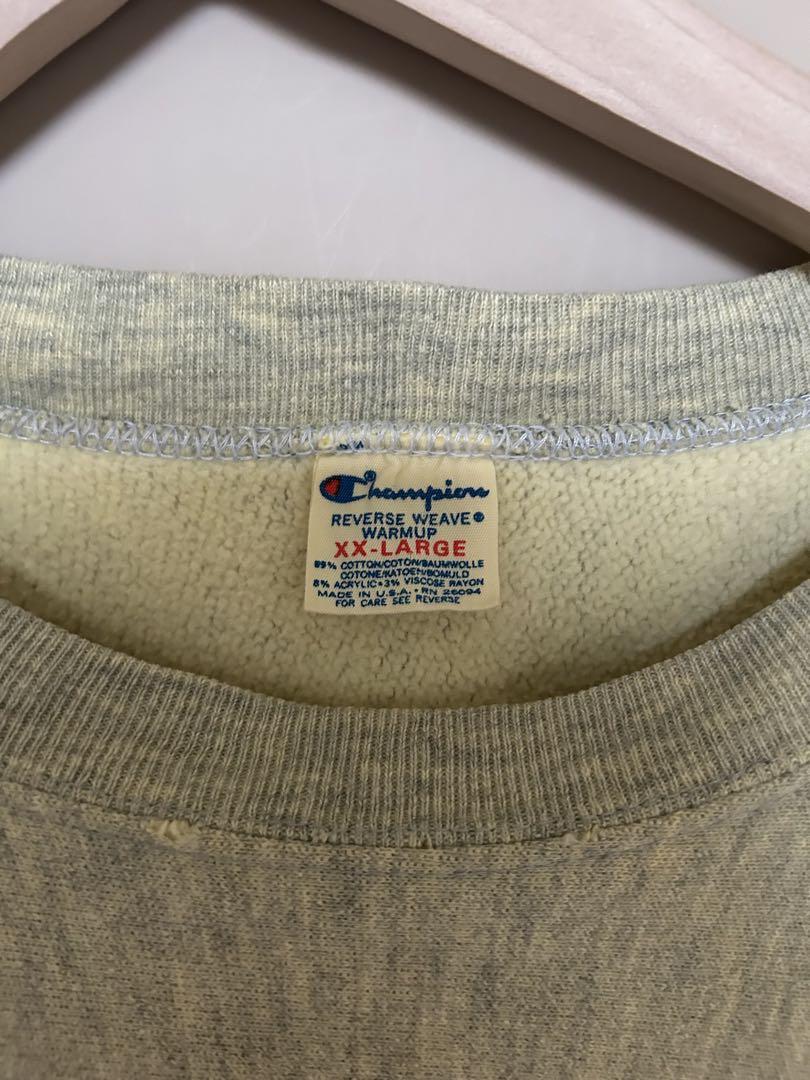 Champion®
REVERSE WEAVE®
WARMUP
XX-LARGE
89% COTTON/COTON/BAUMWOLLE
COTONE/KATOEN/BOMULD
8% ACRYLIC•3% VISCOSE RAYON
MADE IN U.S.A.•RN 26094
FOR CARE SEE REVERSE